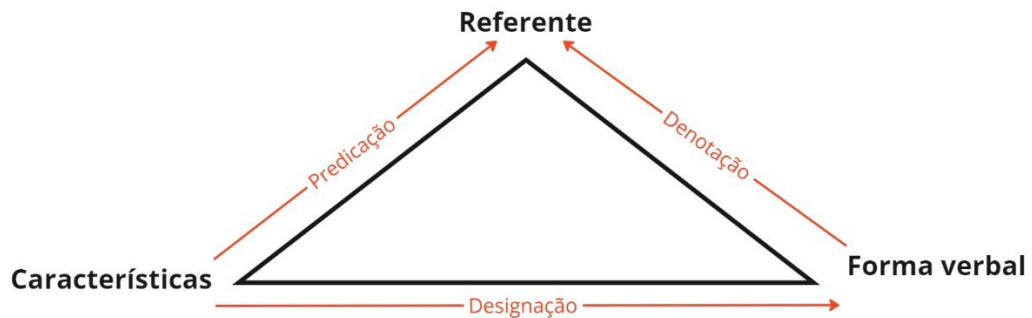 Referente
Predicação
Denotação
Características
Forma verbal
Designação